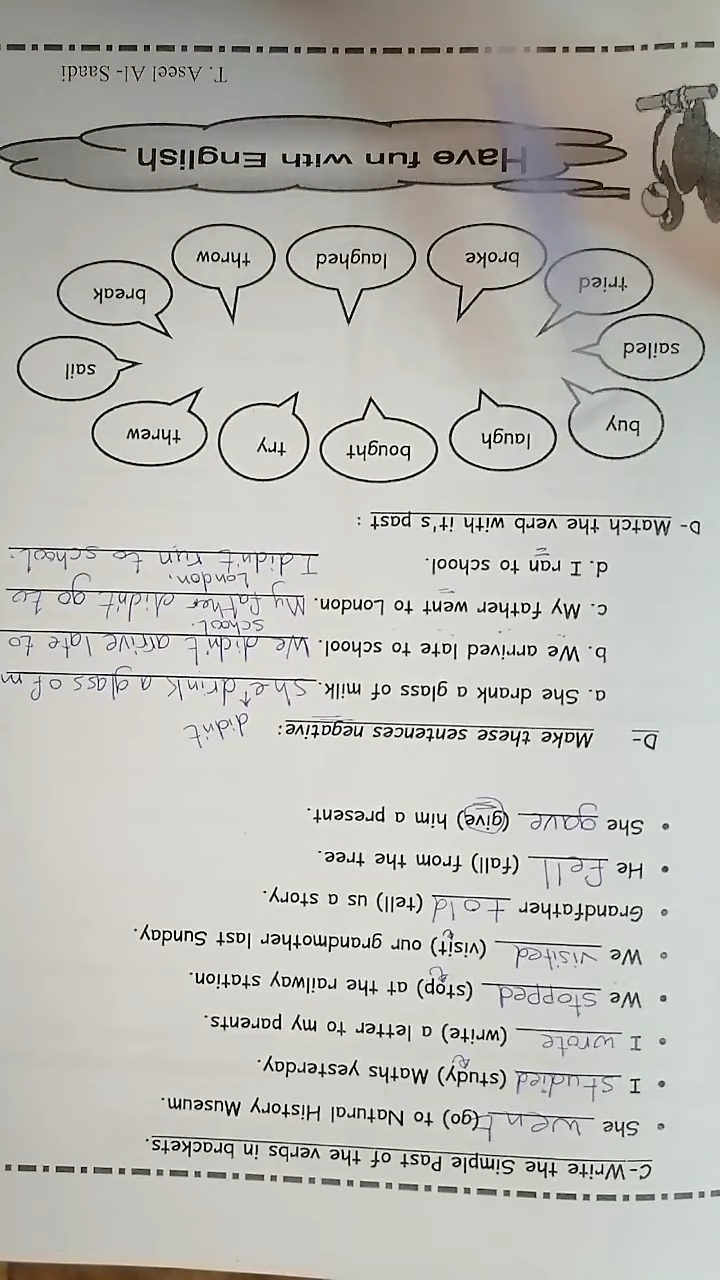 C-Write the Simple Past of the verbs in brackets.
• She went (go) to Natural History Museum.
• I studied (study) Maths yesterday.
• I wrote (write) a letter to my parents.
• We stopped (stop) at the railway station.
• We visited (visit) our grandmother last Sunday.
• Grandfather told (tell) us a story.
• He fell (fall) from the tree.
• She gave (give) him a present.
D- Make these sentences negative: didn't
a. She drank a glass of milk. She drink a glass of m
b. We arrived late to school. We didn't arrive late to
school.
c. My father went to London. My father didn't go to
London.
d. I ran to school. I didn't run to school.
D- Match the verb with it's past :
buy laugh bought try threw
sailed sail
tried broke laughed throw break
Have fun with English
T. Aseel Al- Saadi